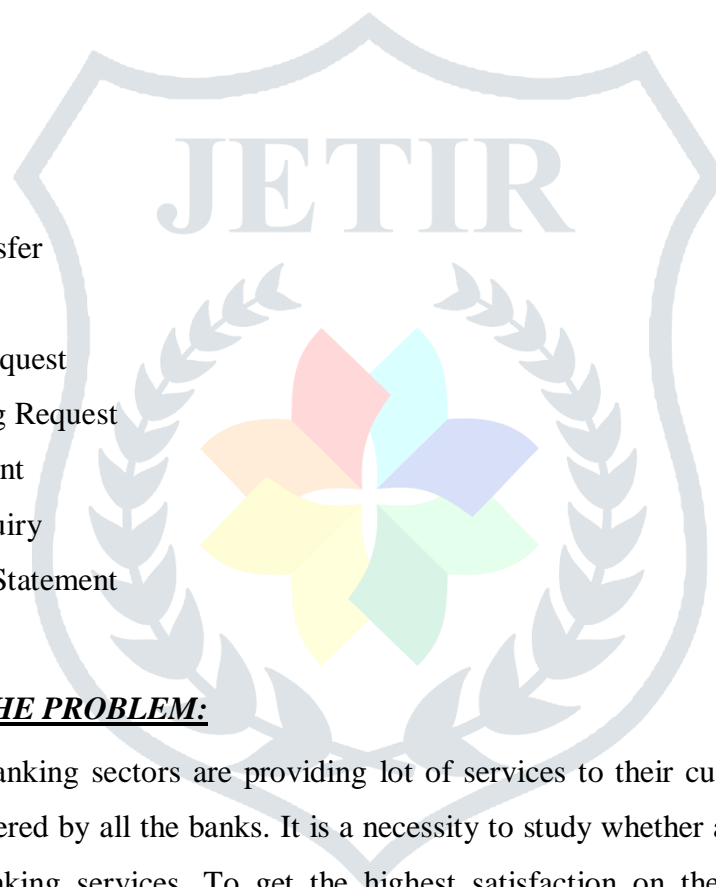 JETIR
sfer
quest
g Request
nt
uiry
Statement
HE PROBLEM:
anking sectors are providing lot of services to their cu
ered by all the banks. It is a necessity to study whether a
nking services. To get the highest satisfaction on the